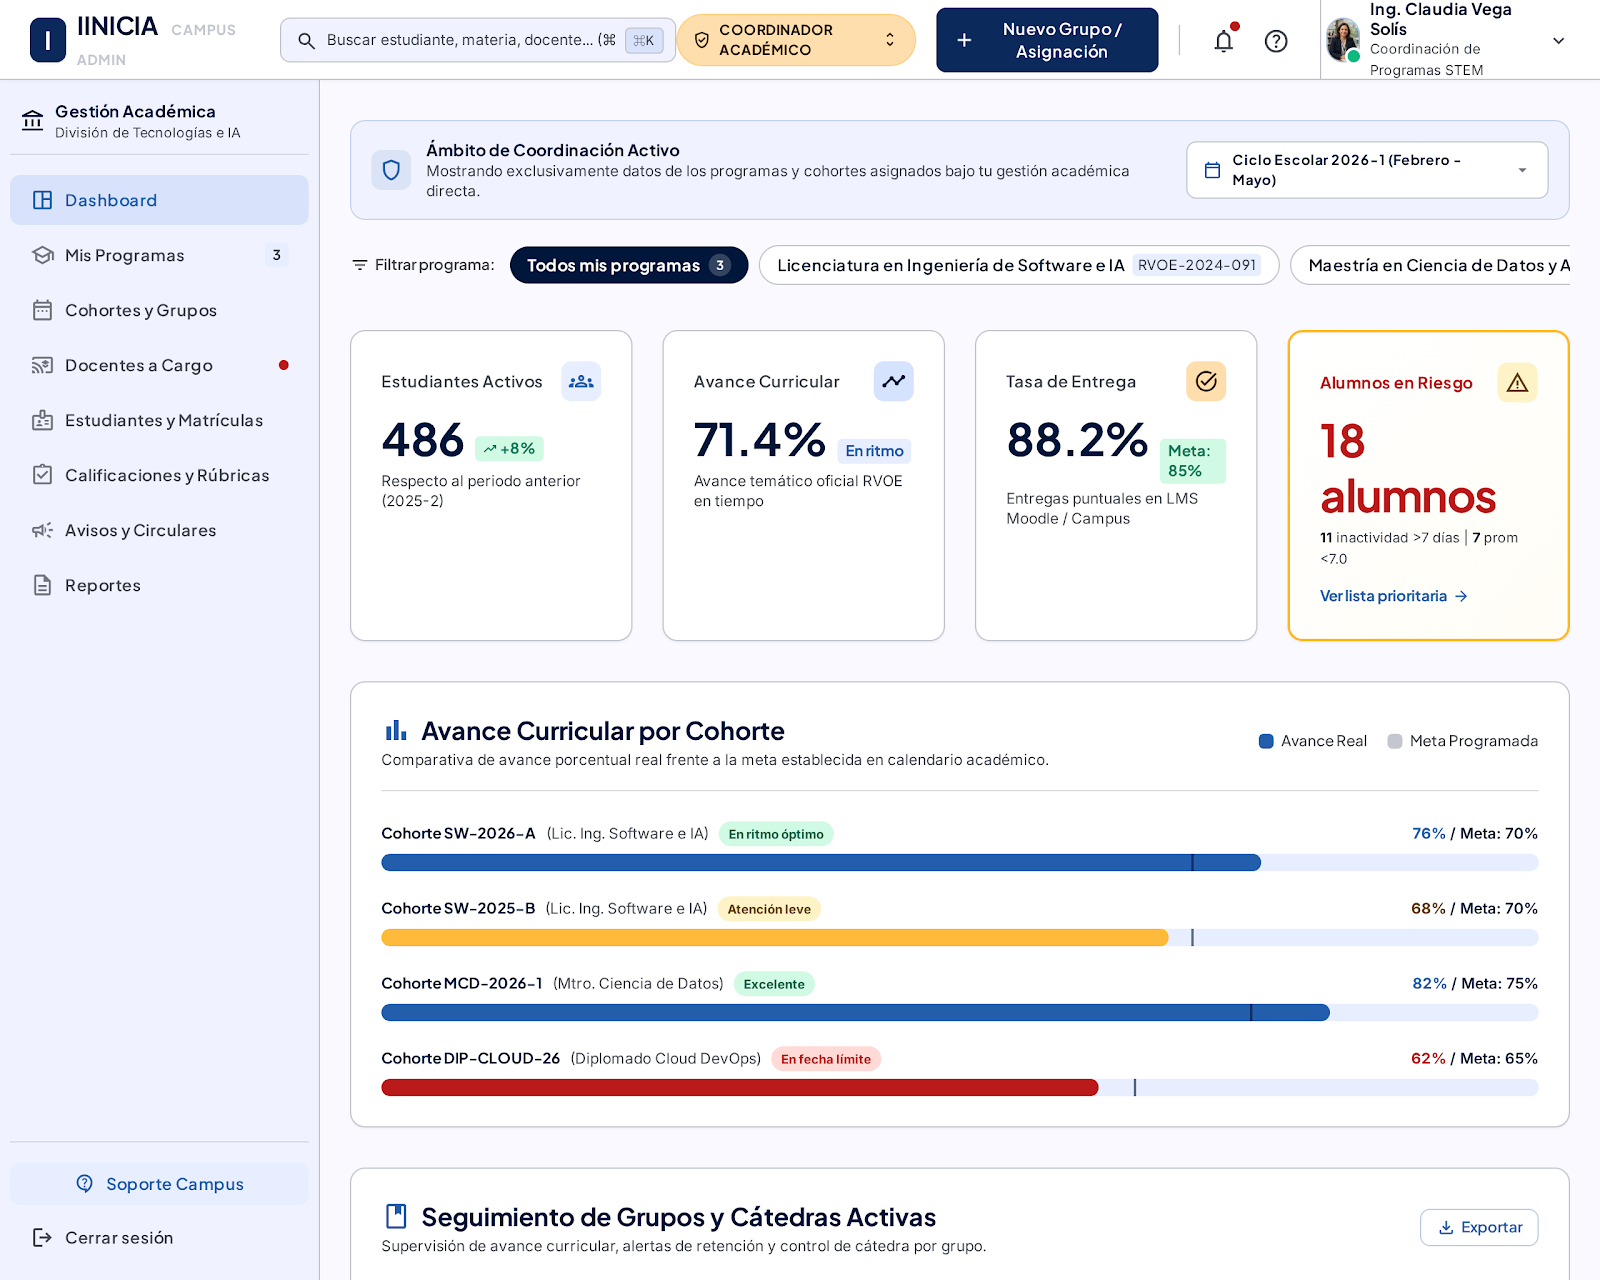 I
IINICIA CAMPUS
ADMIN
Buscar estudiante, materia, docente... (⌘
⌘K
COORDINADOR
ACADÉMICO
Nuevo Grupo /
Asignación
Ing. Claudia Vega
Solís
Coordinación de
Programas STEM
Gestión Académica
División de Tecnologías e IA
Dashboard
Mis Programas 3
Cohortes y Grupos
Docentes a Cargo
Estudiantes y Matrículas
Calificaciones y Rúbricas
Avisos y Circulares
Reportes
Soporte Campus
Cerrar sesión
Ámbito de Coordinación Activo
Mostrando exclusivamente datos de los programas y cohortes asignados bajo tu gestión académica
directa.
Ciclo Escolar 2026-1 (Febrero -
Mayo)
Filtrar programa:
Todos mis programas 3
Licenciatura en Ingeniería de Software e IA RVOE-2024-091
Maestría en Ciencia de Datos y A
Estudiantes Activos
486 +8%
Respecto al periodo anterior
(2025-2)
Avance Curricular
71.4% En ritmo
Avance temático oficial RVOE
en tiempo
Tasa de Entrega
88.2% Meta:
85%
Entregas puntuales en LMS
Moodle / Campus
Alumnos en Riesgo
18
alumnos
11 inactividad >7 días | 7 prom
<7.0
Ver lista prioritaria →
Avance Curricular por Cohorte
Comparativa de avance porcentual real frente a la meta establecida en calendario académico.
Avance Real
Meta Programada
Cohorte SW-2026-A (Lic. Ing. Software e IA) En ritmo óptimo 76% / Meta: 70%
Cohorte SW-2025-B (Lic. Ing. Software e IA) Atención leve 68% / Meta: 70%
Cohorte MCD-2026-1 (Mtro. Ciencia de Datos) Excelente 82% / Meta: 75%
Cohorte DIP-CLOUD-26 (Diplomado Cloud DevOps) En fecha límite 62% / Meta: 65%
Seguimiento de Grupos y Cátedras Activas
Supervisión de avance curricular, alertas de retención y control de cátedra por grupo.
Exportar